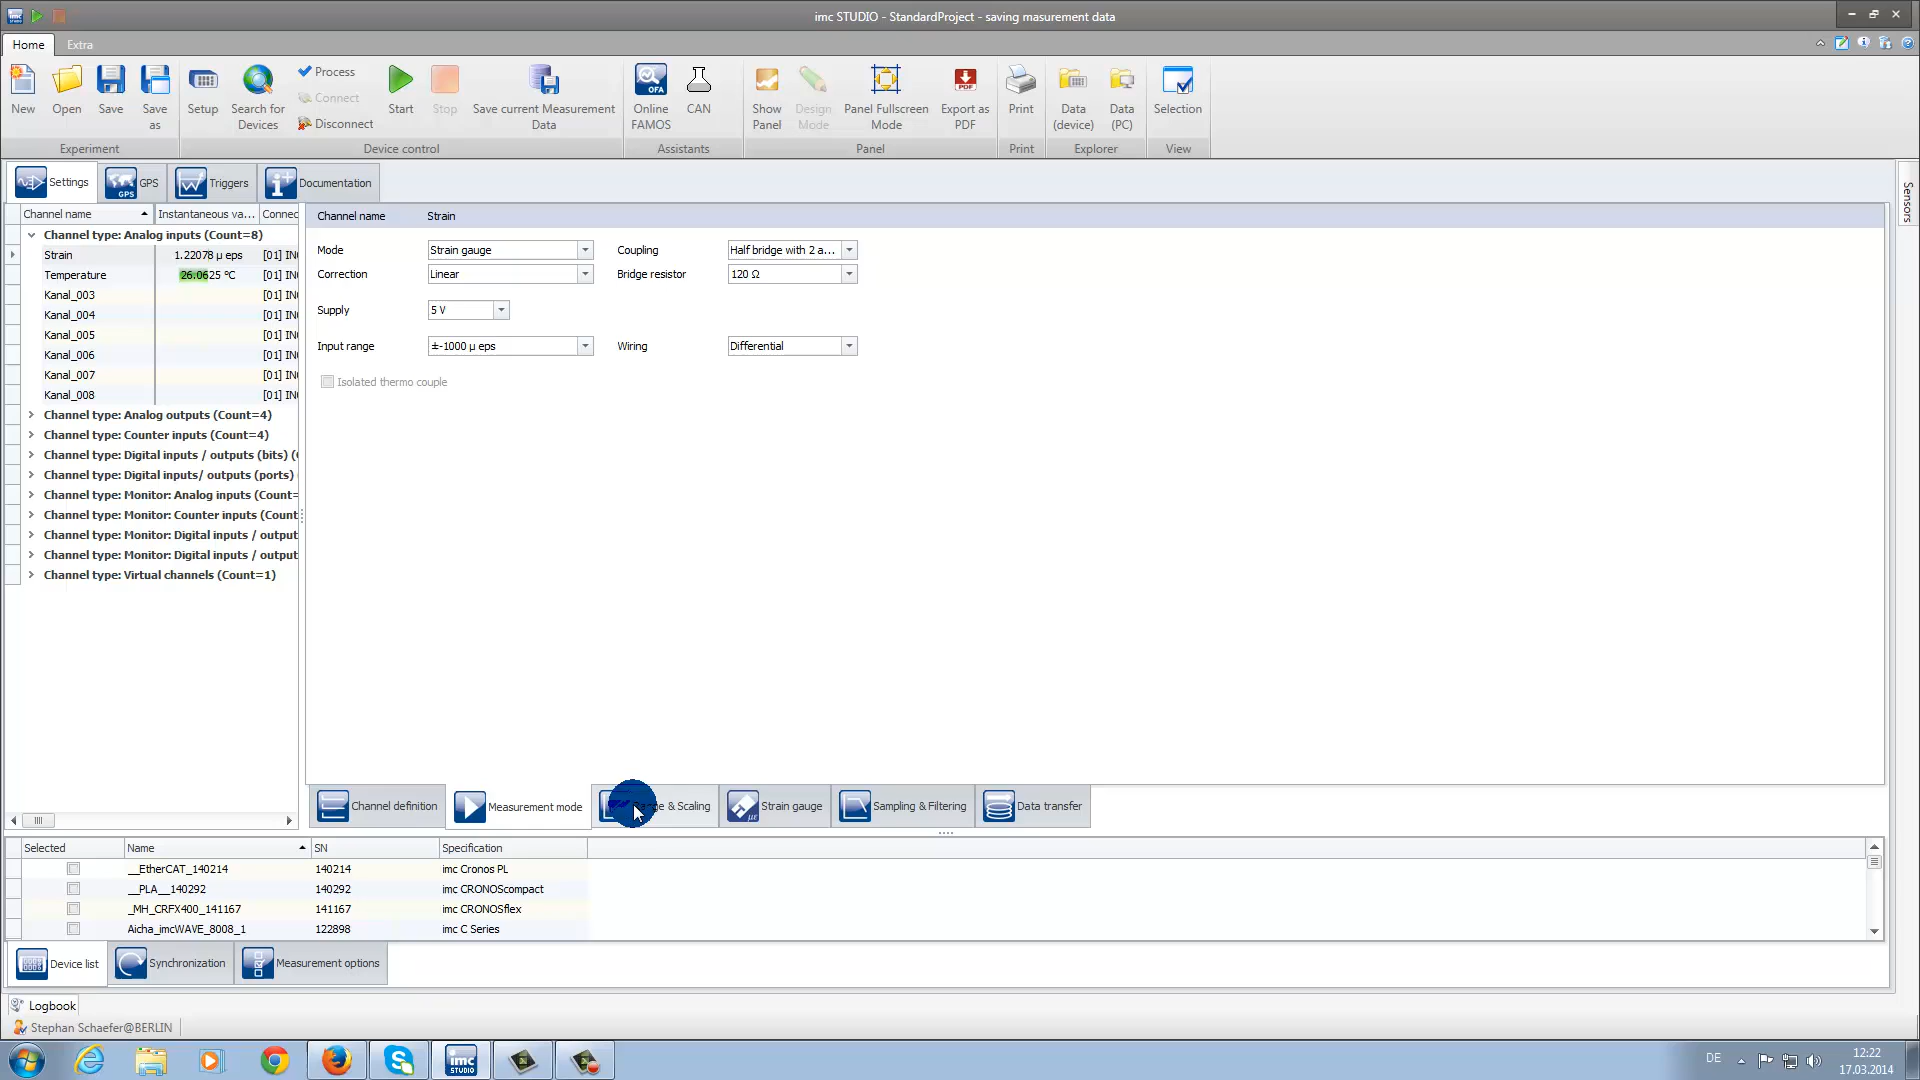 imc STUDIO - StandardProject - saving masurement data
Home Extra
New Open Save Save as
Setup Search for Devices
Process
Connect
Disconnect
Start Stop Save current Measurement Data
Online FAMOS CAN
Show Panel Design Mode Panel Fullscreen Mode Export as PDF
Print
Data (device) Data (PC)
Selection
Experiment Device control Assistants Panel Print Explorer View
Settings GPS Triggers Documentation
Sensors
Channel name Instantaneous va... Connec
Channel type: Analog inputs (Count=8)
Strain 1.22078 µ eps [01] IN
Temperature 26.0625 °C [01] IN
Kanal_003 [01] IN
Kanal_004 [01] IN
Kanal_005 [01] IN
Kanal_006 [01] IN
Kanal_007 [01] IN
Kanal_008 [01] IN
Channel type: Analog outputs (Count=4)
Channel type: Counter inputs (Count=4)
Channel type: Digital inputs / outputs (bits) (
Channel type: Digital inputs/ outputs (ports)
Channel type: Monitor: Analog inputs (Count=
Channel type: Monitor: Counter inputs (Count
Channel type: Monitor: Digital inputs / output
Channel type: Monitor: Digital inputs / output
Channel type: Virtual channels (Count=1)
Channel name Strain
Mode Strain gauge Coupling Half bridge with 2 a...
Correction Linear Bridge resistor 120 Ω
Supply 5 V
Input range ±-1000 µ eps Wiring Differential
Isolated thermo couple
Channel definition Measurement mode & Scaling Strain gauge Sampling & Filtering Data transfer
Selected Name SN Specification
__EtherCAT_140214 140214 imc Cronos PL
__PLA__140292 140292 imc CRONOScompact
_MH_CRFX400_141167 141167 imc CRONOSflex
Aicha_imcWAVE_8008_1 122898 imc C Series
Device list Synchronization Measurement options
Logbook
Stephan Schaefer@BERLIN
imc STUDIO
DE
12:22
17.03.2014